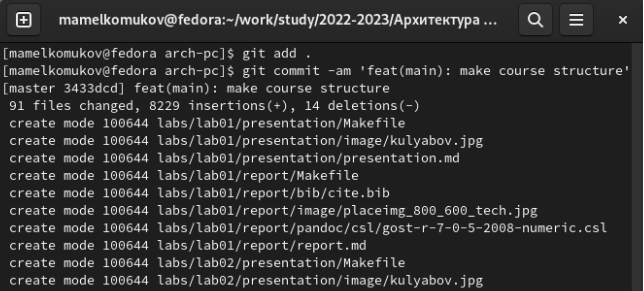 mamelkomukov@fedora:~/work/study/2022-2023/Архитектура ...
[mamelkomukov@fedora arch-pc]$ git add .
[mamelkomukov@fedora arch-pc]$ git commit -am 'feat(main): make course structure'
[master 3433dcd] feat(main): make course structure
 91 files changed, 8229 insertions(+), 14 deletions(-)
 create mode 100644 labs/lab01/presentation/Makefile
 create mode 100644 labs/lab01/presentation/image/kulyabov.jpg
 create mode 100644 labs/lab01/presentation/presentation.md
 create mode 100644 labs/lab01/report/Makefile
 create mode 100644 labs/lab01/report/bib/cite.bib
 create mode 100644 labs/lab01/report/image/placeimg_800_600_tech.jpg
 create mode 100644 labs/lab01/report/pandoc/csl/gost-r-7-0-5-2008-numeric.csl
 create mode 100644 labs/lab01/report/report.md
 create mode 100644 labs/lab02/presentation/Makefile
 create mode 100644 labs/lab02/presentation/image/kulyabov.jpg